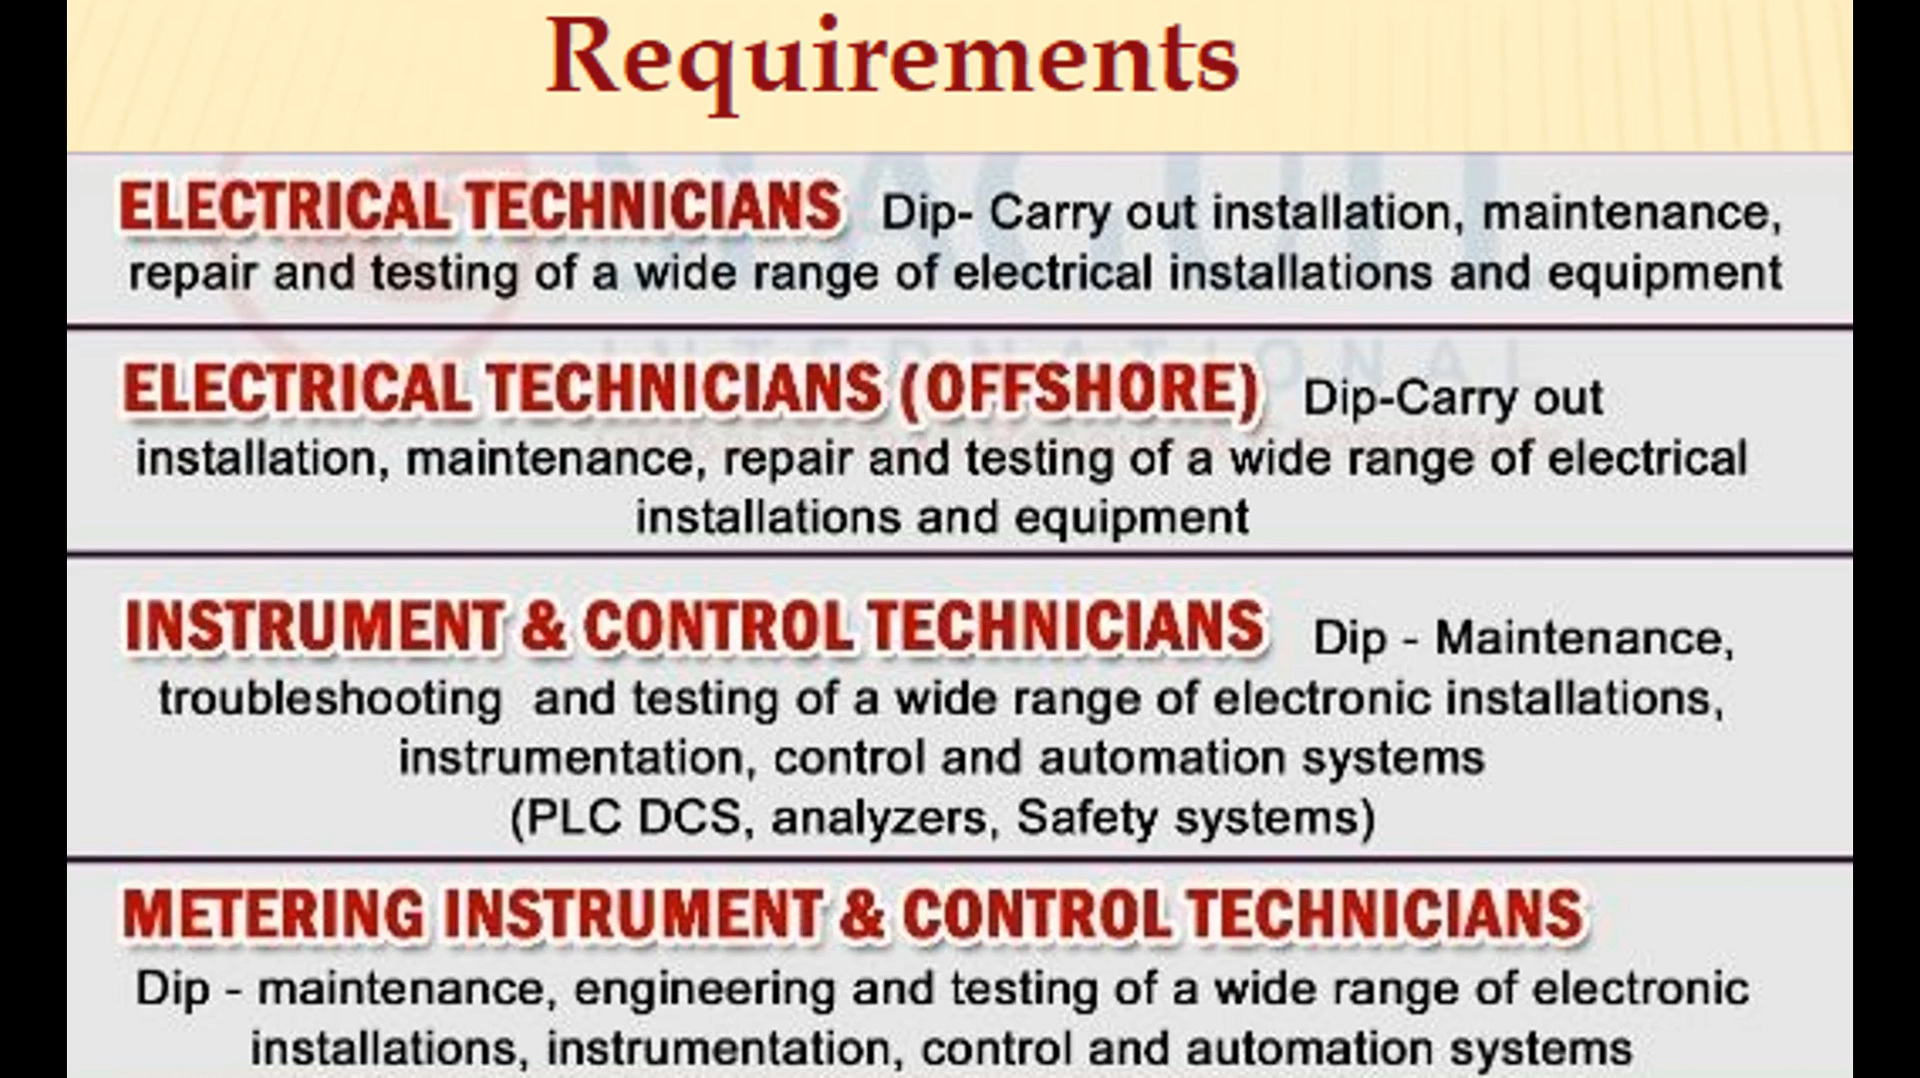 Requirements
ELECTRICAL TECHNICIANS Dip- Carry out installation, maintenance,
repair and testing of a wide range of electrical installations and equipment
INTERNATIONAL
ELECTRICAL TECHNICIANS (OFFSHORE) Dip-Carry out
installation, maintenance, repair and testing of a wide range of electrical
installations and equipment
INSTRUMENT & CONTROL TECHNICIANS Dip - Maintenance,
troubleshooting and testing of a wide range of electronic installations,
instrumentation, control and automation systems
(PLC DCS, analyzers, Safety systems)
METERING INSTRUMENT & CONTROL TECHNICIANS
Dip - maintenance, engineering and testing of a wide range of electronic
installations, instrumentation, control and automation systems